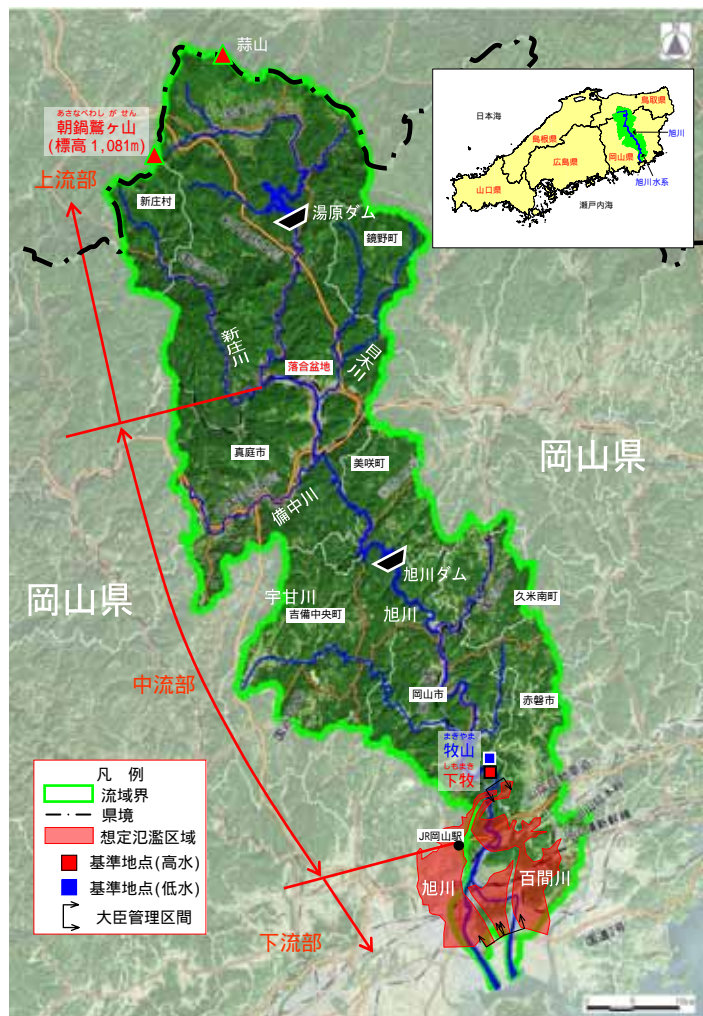 蒜山
あさなべわし が せん
朝鍋鷲ヶ山
(標高 1,081m)
上流部
新庄村
湯原ダム
鏡野町
日本海
鳥取県
島根県
旭川
岡山県
広島県
山口県
旭川水系
瀬戸内海
新庄川
目木川
落合盆地
真庭市
美咲町
岡山県
備中川
旭川ダム
岡山県
宇甘川
旭川
久米南町
吉備中央町
中流部
岡山市
赤磐市
まきやま
牧山
しもまき
下牧
凡 例
流域界
県境
想定氾濫区域
基準地点(高水)
基準地点(低水)
大臣管理区間
JR岡山駅
旭川
百間川
下流部